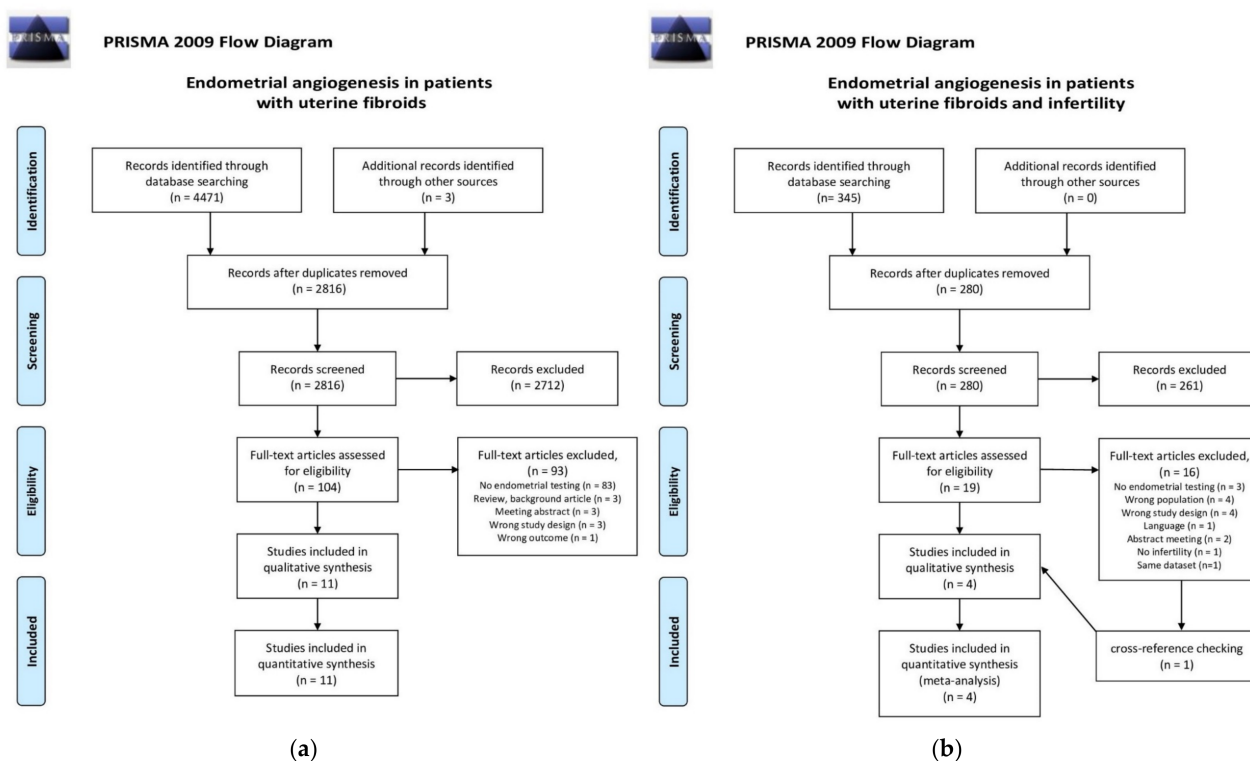 PRISMA
PRISMA 2009 Flow Diagram
Endometrial angiogenesis in patients
with uterine fibroids
Identification
Screening
Eligibility
Included
Records identified through
database searching
(n = 4471)
Additional records identified
through other sources
(n = 3)
Records after duplicates removed
(n = 2816)
Records screened
(n = 2816)
Records excluded
(n = 2712)
Full-text articles assessed
for eligibility
(n = 104)
Full-text articles excluded,
(n = 93)
No endometrial testing (n = 83)
Review, background article (n = 3)
Meeting abstract (n = 3)
Wrong study design (n = 3)
Wrong outcome (n = 1)
Studies included in
qualitative synthesis
(n = 11)
Studies included in
quantitative synthesis
(n = 11)
(a)
PRISMA
PRISMA 2009 Flow Diagram
Endometrial angiogenesis in patients
with uterine fibroids and infertility
Identification
Screening
Eligibility
Included
Records identified through
database searching
(n= 345)
Additional records identified
through other sources
(n = 0)
Records after duplicates removed
(n = 280)
Records screened
(n = 280)
Records excluded
(n = 261)
Full-text articles assessed
for eligibility
(n = 19)
Full-text articles excluded,
(n = 16)
No endometrial testing (n = 3)
Wrong population (n = 4)
Wrong study design (n = 4)
Language (n = 1)
Abstract meeting (n = 2)
No infertility (n = 1)
Same dataset (n=1)
Studies included in
qualitative synthesis
(n = 4)
cross-reference checking
(n = 1)
Studies included in
quantitative synthesis
(meta-analysis)
(n = 4)
(b)